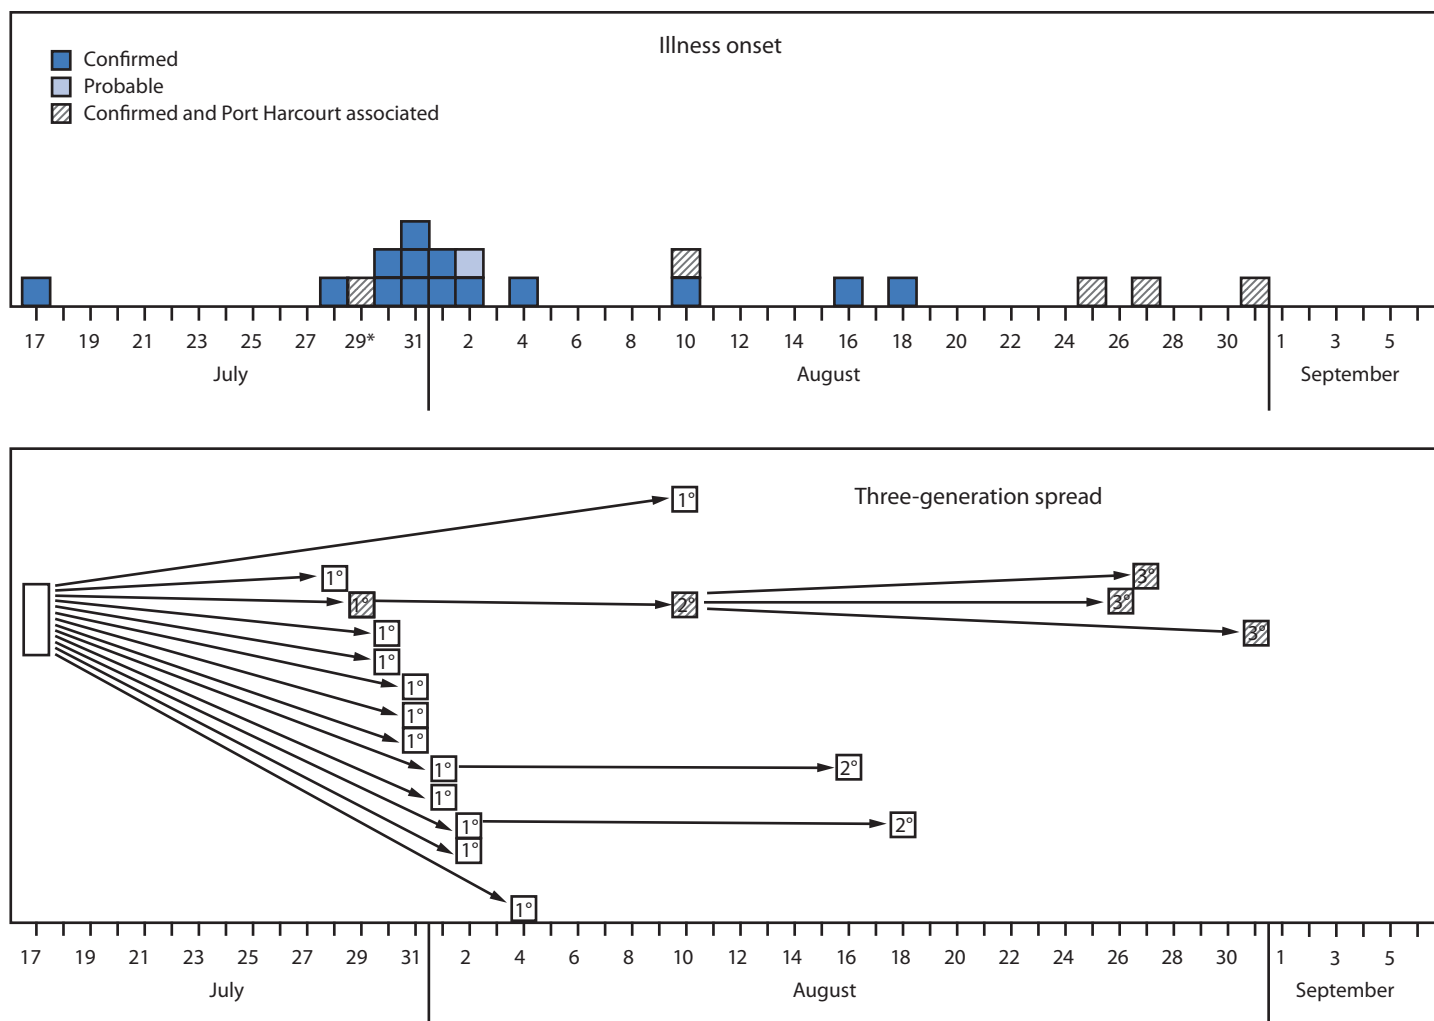 Illness onset
Confirmed
Probable
Confirmed and Port Harcourt associated
17 19 21 23 25 27 29* 31 2 4 6 8 10 12 14 16 18 20 22 24 26 28 30 1 3 5
July August September
Three-generation spread
1°
1° 3°
1° 2° 3°
1° 3°
1°
1°
1°
1°
1° 2°
1°
1° 2°
1°
1°
17 19 21 23 25 27 29 31 2 4 6 8 10 12 14 16 18 20 22 24 26 28 30 1 3 5
July August September